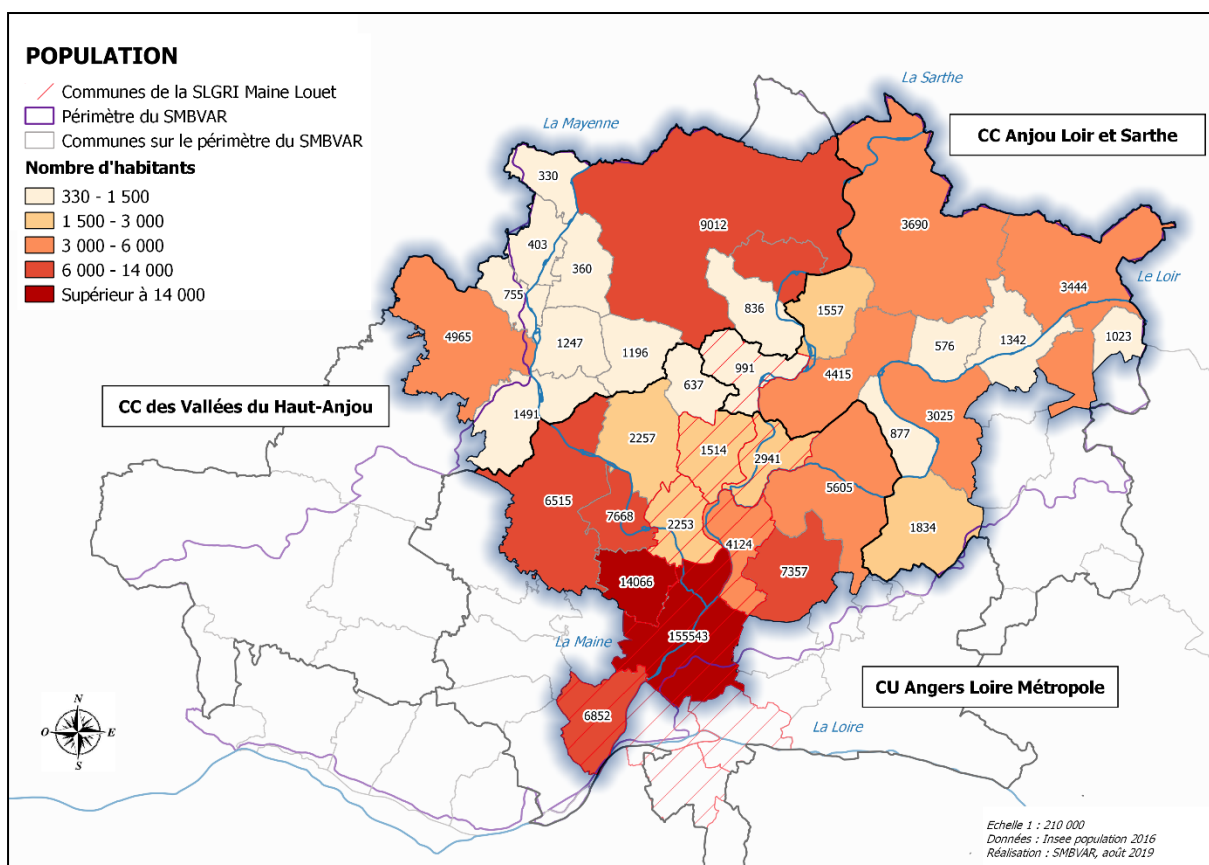 POPULATION
Communes de la SLGRI Maine Louet
Périmètre du SMBVAR
Communes sur le périmètre du SMBVAR
Nombre d'habitants
330 - 1 500
1 500 - 3 000
3 000 - 6 000
6 000 - 14 000
Supérieur à 14 000
La Sarthe
La Mayenne
CC Anjou Loir et Sarthe
330
9012
3690
403
360
Le Loir
755
836
1557
3444
4965
1247
1196
991
576
1342
1023
637
4415
CC des Vallées du Haut-Anjou
1491
3025
2257
1514
2941
877
6515
7668
2253
5605
4124
1834
14066
7357
La Maine
155543
CU Angers Loire Métropole
6852
La Loire
N
O
E
S
Echelle 1 : 210 000
Données : Insee population 2016
Réalisation : SMBVAR, août 2019